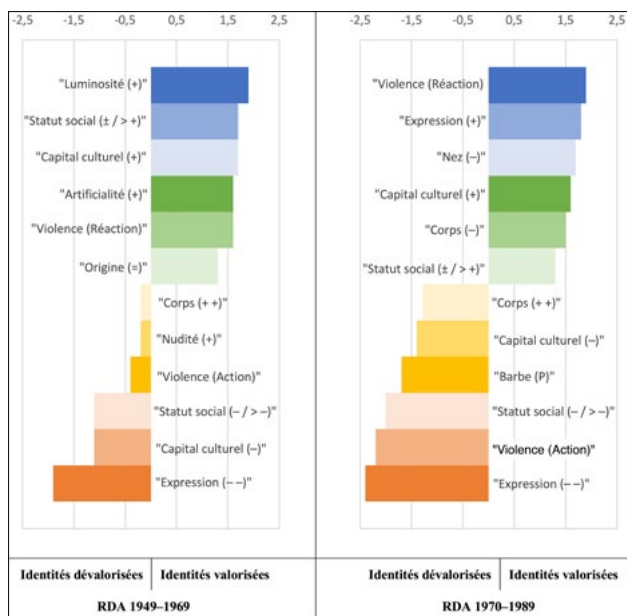 -2,5 -1,5 -0,5 0,5 1,5 2,5
"Luminosité (+)"
"Statut social (± / > +)"
"Capital culturel (+)"
"Artificialité (+)"
"Violence (Réaction)"
"Origine (=)"
"Corps (+ +)"
"Nudité (+)"
"Violence (Action)"
"Statut social (– / > –)"
"Capital culturel (–)"
"Expression (– –)"
Identités dévalorisées
Identités valorisées
RDA 1949–1969
-2,5 -1,5 -0,5 0,5 1,5 2,5
"Violence (Réaction)
"Expression (+)"
"Nez (–)"
"Capital culturel (+)"
"Corps (–)"
"Statut social (± / > +)"
"Corps (+ +)"
"Capital culturel (–)"
"Barbe (P)"
"Statut social (– / > –)"
"Violence (Action)"
"Expression (– –)"
Identités dévalorisées
Identités valorisées
RDA 1970–1989